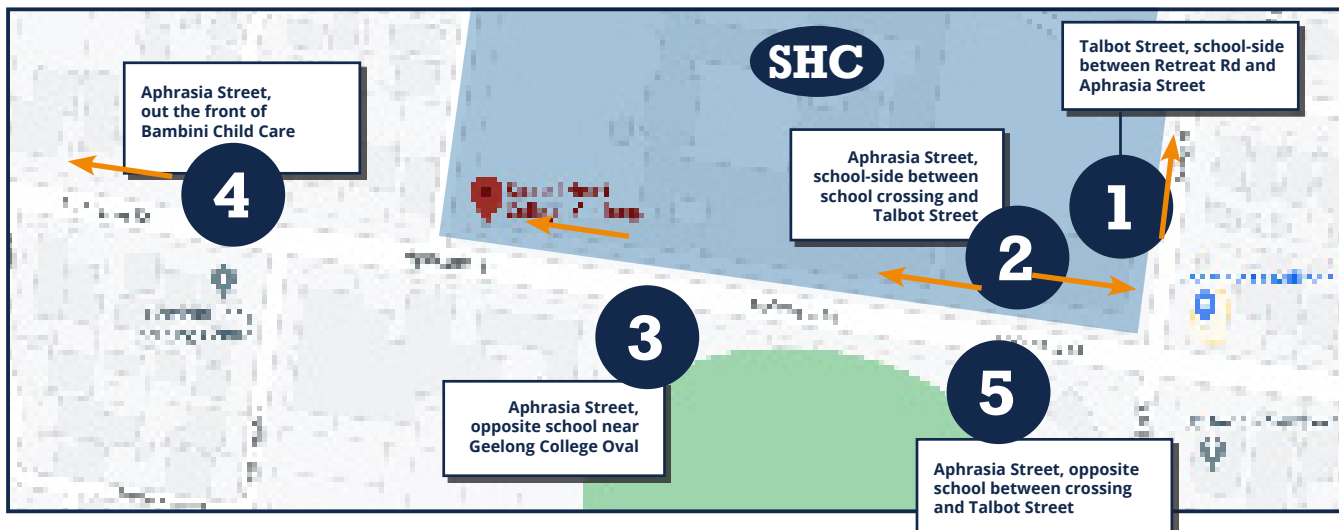 SHC
Talbot Street, school-side
between Retreat Rd and
Aphrasia Street
1
Aphrasia Street,
out the front of
Bambini Child Care
4
Aphrasia Street,
school-side between
school crossing and
Talbot Street
2
3
Aphrasia Street,
opposite school near
Geelong College Oval
5
Aphrasia Street, opposite
school between crossing
and Talbot Street